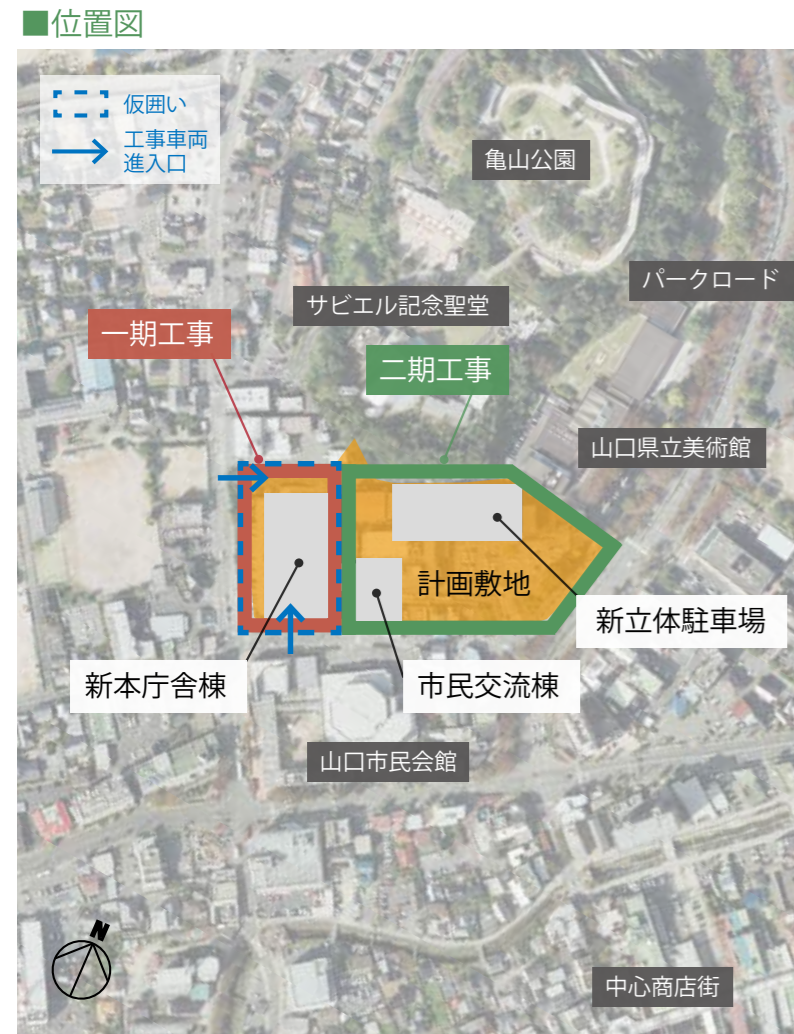 ■位置図
仮囲い
工事車両
進入口
亀山公園
パークロード
サビエル記念聖堂
一期工事
二期工事
山口県立美術館
計画敷地
新立体駐車場
新本庁舎棟
市民交流棟
山口市民会館
N
中心商店街